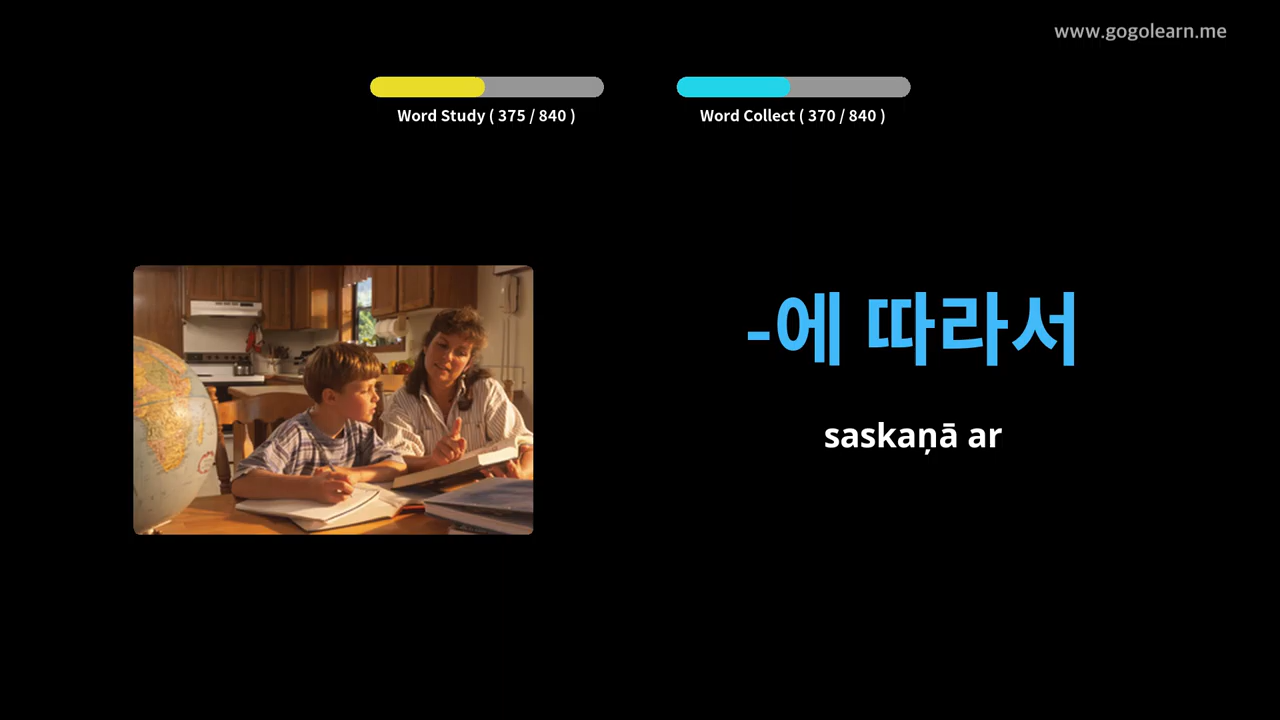 www.gogolearn.me
Word Study ( 375 / 840 )
Word Collect ( 370 / 840 )
-에 따라서
saskaņā ar